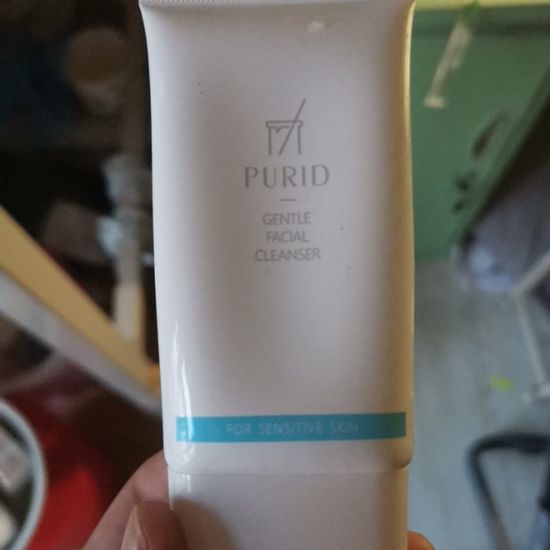 PURID
GENTLE
FACIAL
CLEANSER
FOR SENSITIVE SKIN